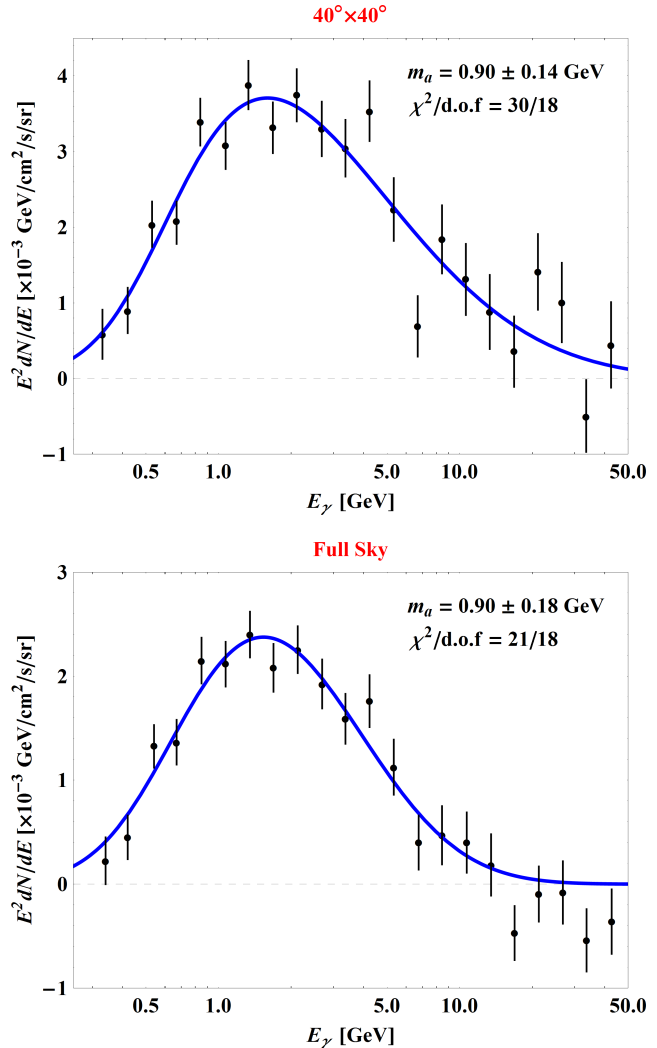 40°×40°
m_a = 0.90 ± 0.14 GeV
χ²/d.o.f = 30/18
E²dN/dE [×10⁻³ GeV/cm²/s/sr]
4
3
2
1
0
−1
0.5 1.0 5.0 10.0 50.0
E_γ [GeV]
Full Sky
m_a = 0.90 ± 0.18 GeV
χ²/d.o.f = 21/18
E²dN/dE [×10⁻³ GeV/cm²/s/sr]
3
2
1
0
−1
0.5 1.0 5.0 10.0 50.0
E_γ [GeV]